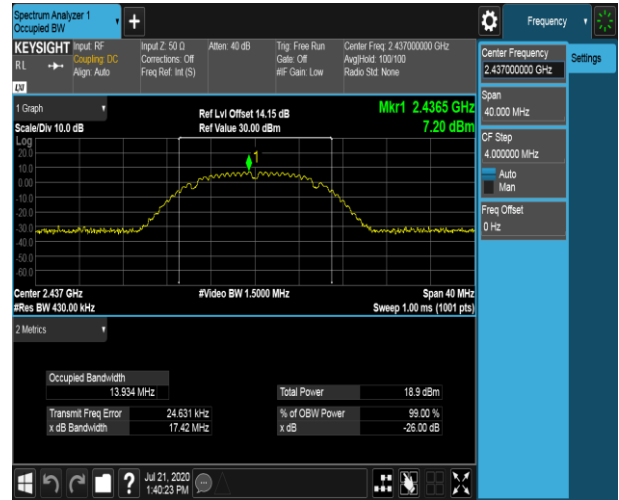 Spectrum Analyzer 1
Occupied BW
Frequency
KEYSIGHT
Input: RF
Input Z: 50 Ω
Atten: 40 dB
Trig: Free Run
Center Freq: 2.437000000 GHz
RL
Coupling: DC
Corrections: Off
Gate: Off
Avg|Hold: 100/100
Align: Auto
Freq Ref: Int (S)
#IF Gain: Low
Radio Std: None
LXI
Center Frequency
2.437000000 GHz
Settings
Span
40.000 MHz
CF Step
4.000000 MHz
Auto
Man
Freq Offset
0 Hz
1 Graph
Ref Lvl Offset 14.15 dB
Mkr1 2.4365 GHz
Scale/Div 10.0 dB
Ref Value 30.00 dBm
7.20 dBm
Log
20.0
10.0
0.00
-10.0
-20.0
-30.0
-40.0
-50.0
-60.0
1
Center 2.437 GHz
#Video BW 1.5000 MHz
Span 40 MHz
#Res BW 430.00 kHz
Sweep 1.00 ms (1001 pts)
2 Metrics
Occupied Bandwidth
13.934 MHz
Total Power
18.9 dBm
Transmit Freq Error
24.631 kHz
% of OBW Power
99.00 %
x dB Bandwidth
17.42 MHz
x dB
-26.00 dB
?
Jul 21, 2020
1:40:23 PM